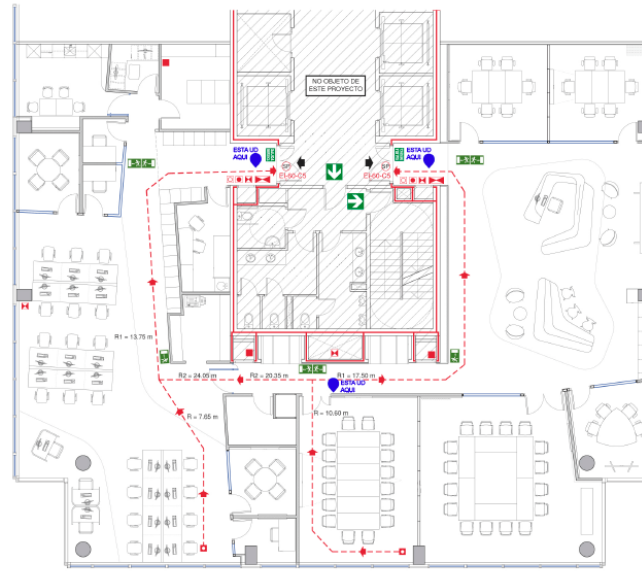 NO OBJETO DE
ESTE PROYECTO
ESTA UD
AQUI
ESTA UD
AQUI
EI-60-C5
EI-60-C5
R1 = 13.75 m
R2 = 24.05 m
R2 = 20.35 m
R1 = 17.50 m
ESTA UD
AQUI
R = 7.65 m
R = 10.60 m